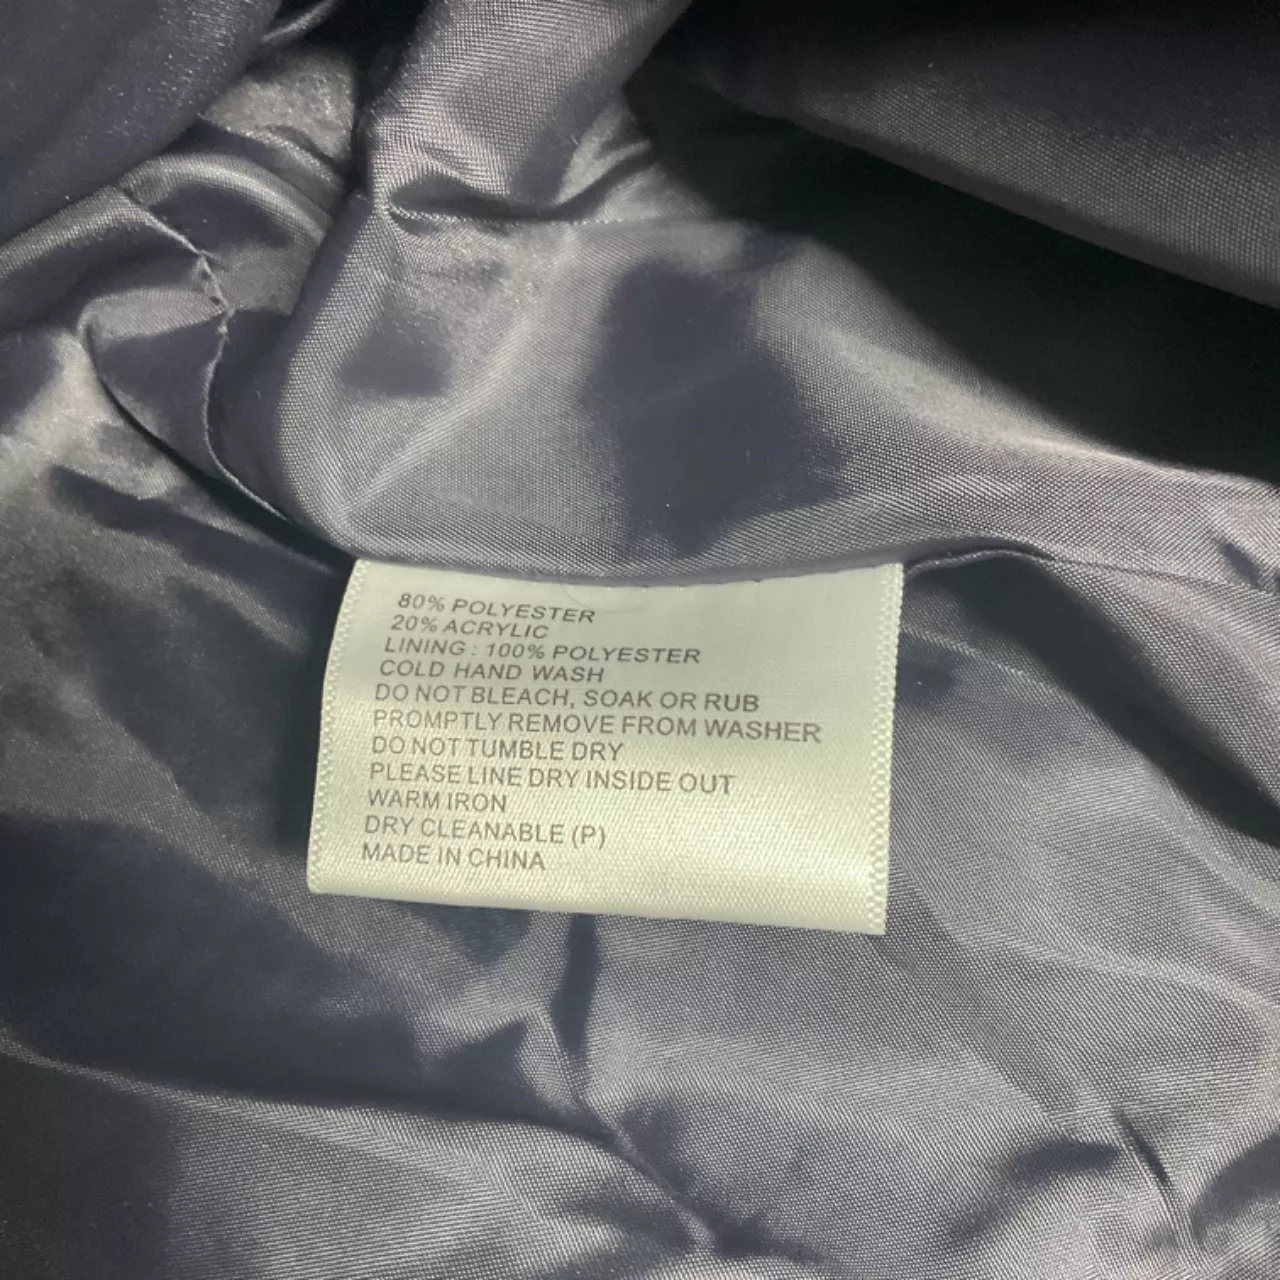 80% POLYESTER
20% ACRYLIC
LINING : 100% POLYESTER
COLD HAND WASH
DO NOT BLEACH, SOAK OR RUB
PROMPTLY REMOVE FROM WASHER
DO NOT TUMBLE DRY
PLEASE LINE DRY INSIDE OUT
WARM IRON
DRY CLEANABLE (P)
MADE IN CHINA